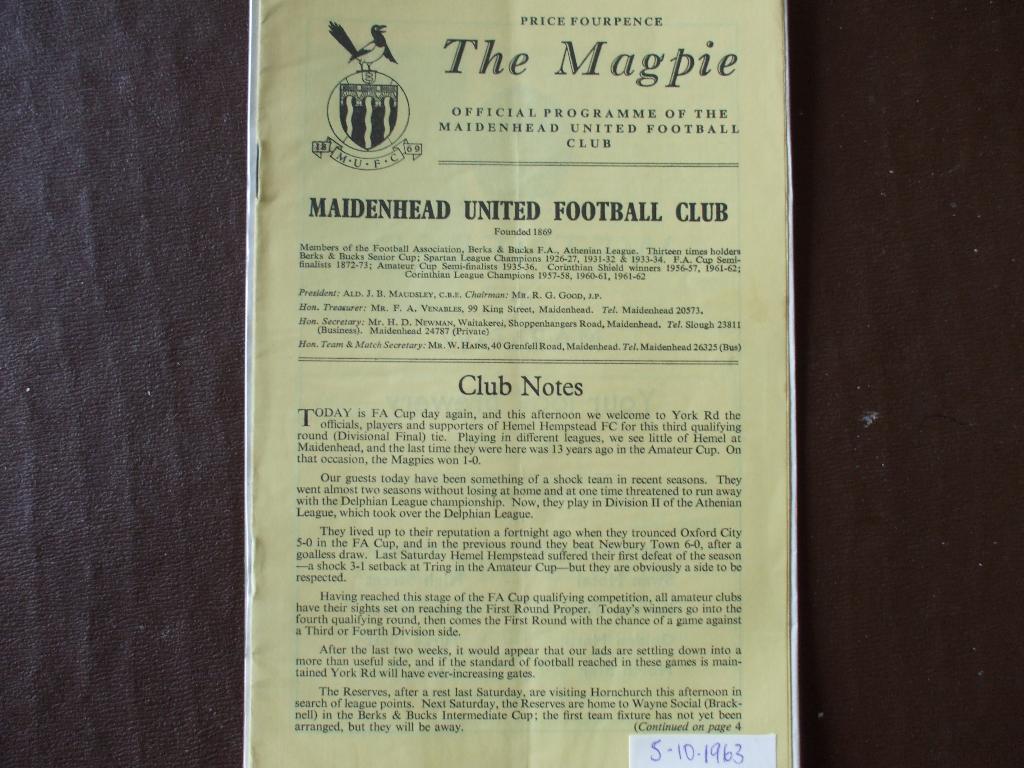 PRICE FOURPENCE
The Magpie
OFFICIAL PROGRAMME OF THE
MAIDENHEAD UNITED FOOTBALL
CLUB
18 69
M·U·F·C
MAIDENHEAD UNITED FOOTBALL CLUB
Founded 1869
Members of the Football Association, Berks & Bucks F.A., Athenian League. Thirteen times holders
Berks & Bucks Senior Cup; Spartan League Champions 1926-27, 1931-32 & 1933-34. F.A. Cup Semi-
finalists 1872-73; Amateur Cup Semi-finalists 1935-36. Corinthian Shield winners 1956-57, 1961-62;
Corinthian League Champions 1957-58, 1960-61, 1961-62
President: ALD. J. B. MAUDSLEY, C.B.E. Chairman: MR. R. G. GOOD, J.P.
Hon. Treasurer: MR. F. A. VENABLES, 99 King Street, Maidenhead. Tel. Maidenhead 20573.
Hon. Secretary: Mr. H. D. NEWMAN, Waitakerei, Shoppenhangers Road, Maidenhead. Tel. Slough 23811
(Business). Maidenhead 24787 (Private)
Hon. Team & Match Secretary: MR. W. HAINS, 40 Grenfell Road, Maidenhead. Tel. Maidenhead 26325 (Bus)
Club Notes
TODAY is FA Cup day again, and this afternoon we welcome to York Rd the
officials, players and supporters of Hemel Hempstead FC for this third qualifying
round (Divisional Final) tie. Playing in different leagues, we see little of Hemel at
Maidenhead, and the last time they were here was 13 years ago in the Amateur Cup. On
that occasion, the Magpies won 1-0.
Our guests today have been something of a shock team in recent seasons. They
went almost two seasons without losing at home and at one time threatened to run away
with the Delphian League championship. Now, they play in Division II of the Athenian
League, which took over the Delphian League.
They lived up to their reputation a fortnight ago when they trounced Oxford City
5-0 in the FA Cup, and in the previous round they beat Newbury Town 6-0, after a
goalless draw. Last Saturday Hemel Hempstead suffered their first defeat of the season
—a shock 3-1 setback at Tring in the Amateur Cup—but they are obviously a side to be
respected.
Having reached this stage of the FA Cup qualifying competition, all amateur clubs
have their sights set on reaching the First Round Proper. Today's winners go into the
fourth qualifying round, then comes the First Round with the chance of a game against
a Third or Fourth Division side.
After the last two weeks, it would appear that our lads are settling down into a
more than useful side, and if the standard of football reached in these games is main-
tained York Rd will have ever-increasing gates.
The Reserves, after a rest last Saturday, are visiting Hornchurch this afternoon in
search of league points. Next Saturday, the Reserves are home to Wayne Social (Brack-
nell) in the Berks & Bucks Intermediate Cup; the first team fixture has not yet been
arranged, but they will be away. (Continued on page 4
5-10-1963